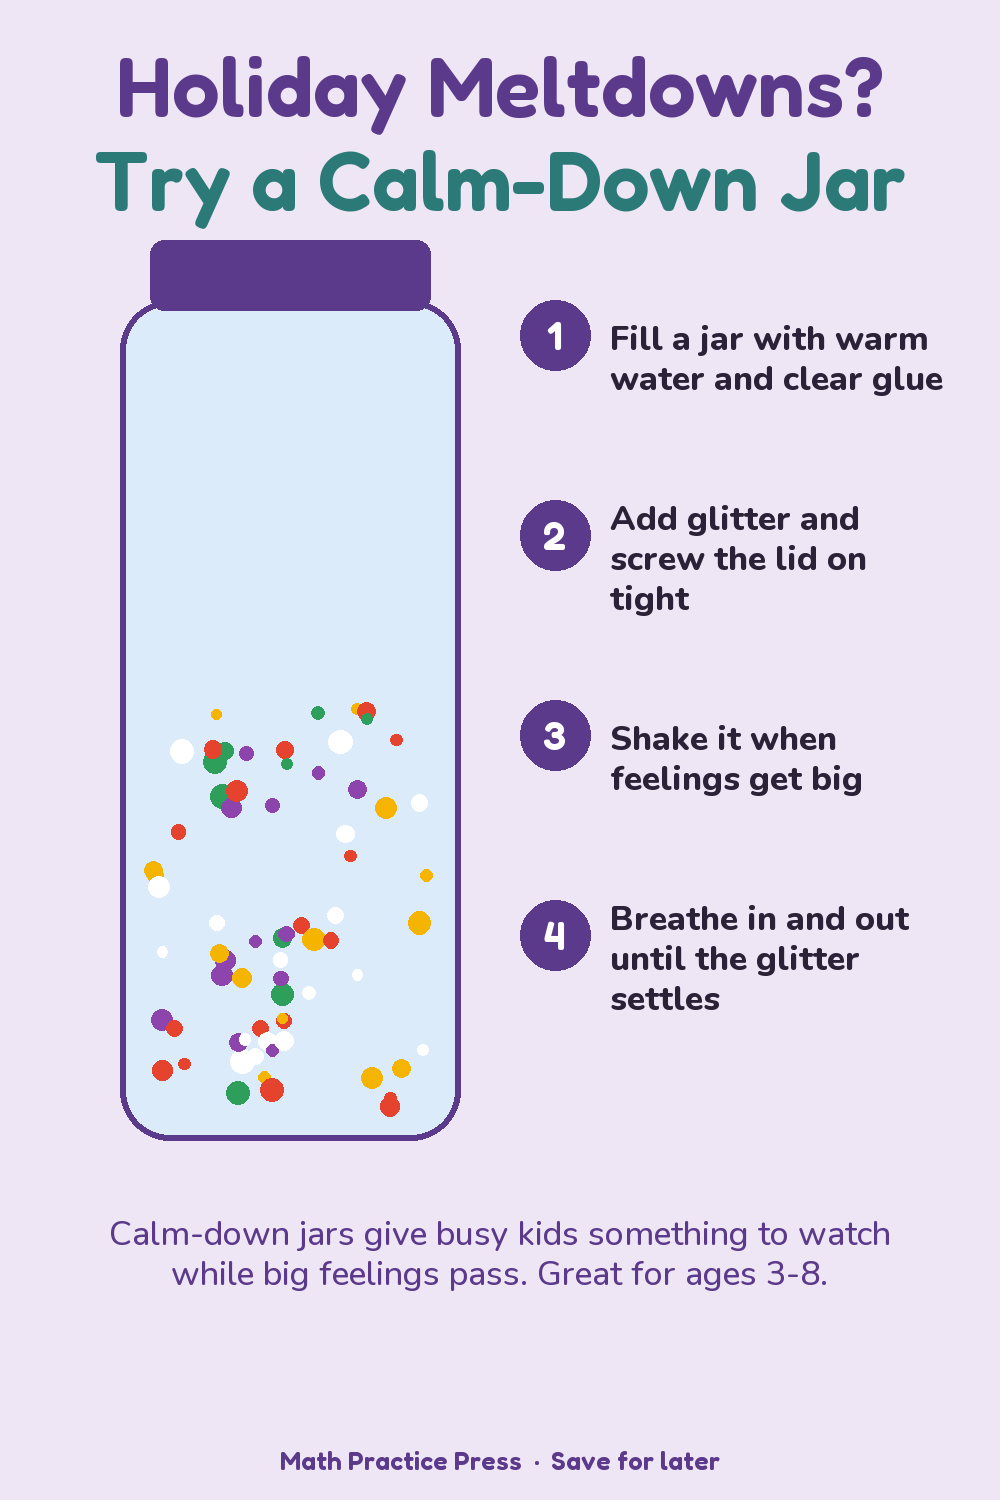 Holiday Meltdowns?
Try a Calm-Down Jar
1
Fill a jar with warm
water and clear glue
2
Add glitter and
screw the lid on
tight
3
Shake it when
feelings get big
4
Breathe in and out
until the glitter
settles
Calm-down jars give busy kids something to watch
while big feelings pass. Great for ages 3-8.
Math Practice Press · Save for later